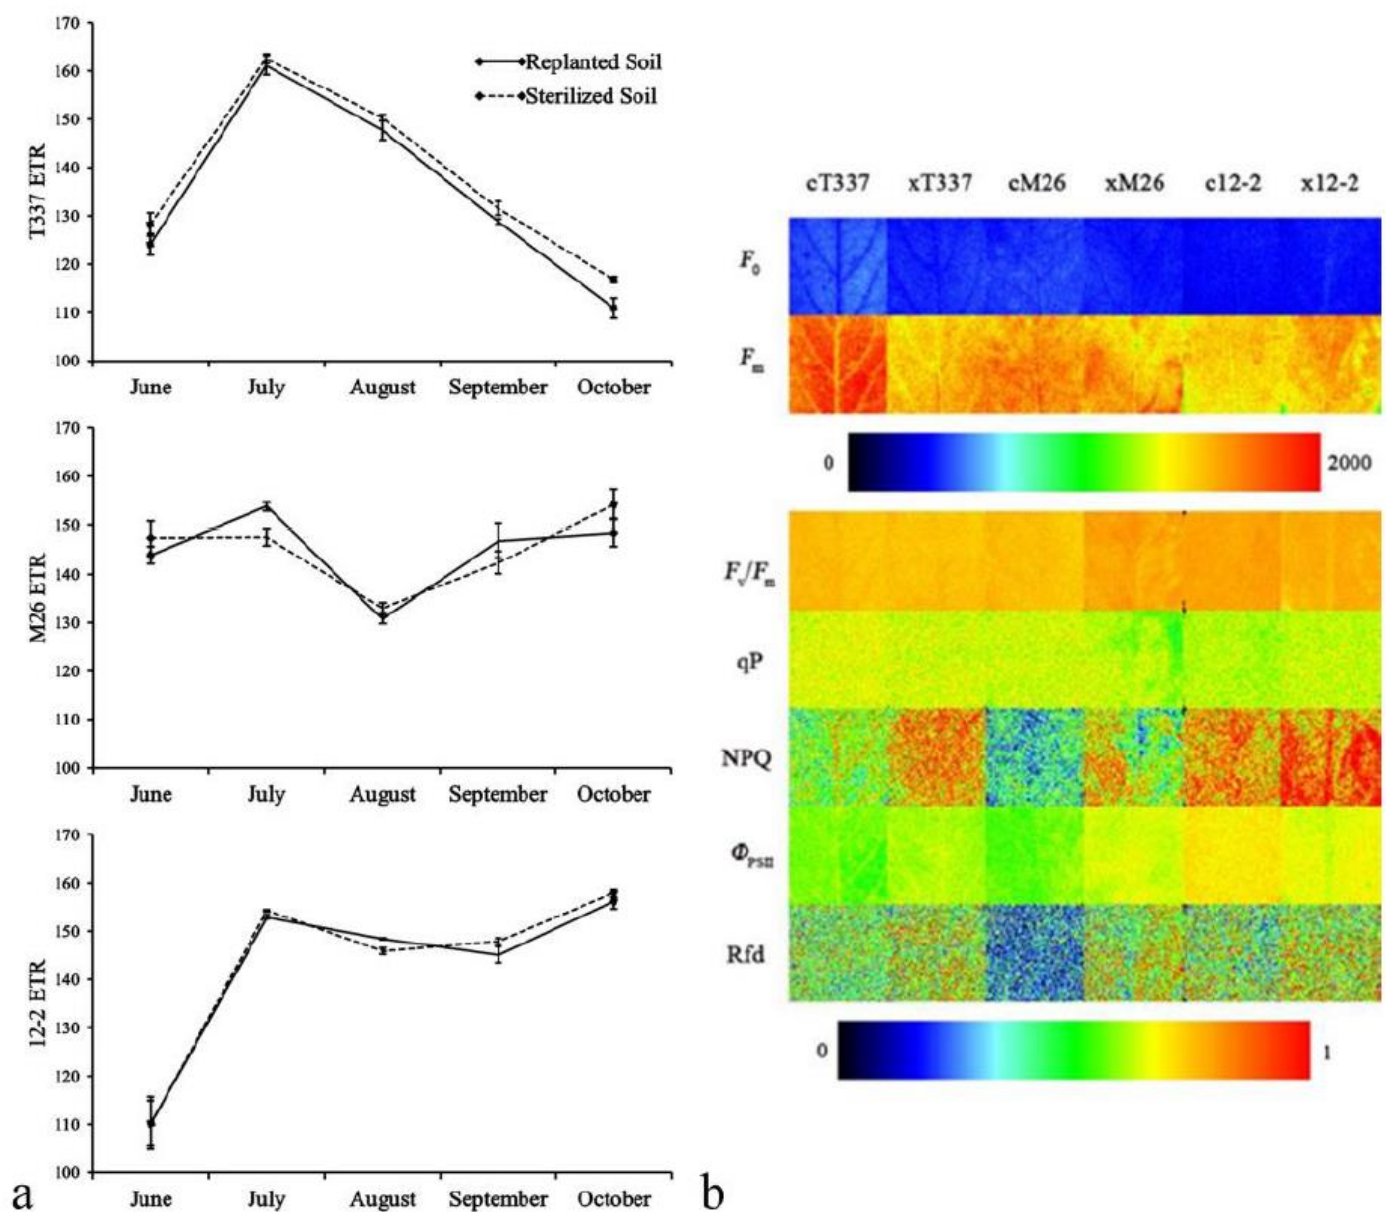 170
160
150
140
130
120
110
100
T337 ETR
Replanted Soil
Sterilized Soil
June July August September October
170
160
150
140
130
120
110
100
M26 ETR
June July August September October
170
160
150
140
130
120
110
100
12-2 ETR
June July August September October
a
cT337 xT337 cM26 xM26 c12-2 x12-2
F0
Fm
0 2000
Fv/Fm
qP
NPQ
ΦPSII
Rfd
0 1
b